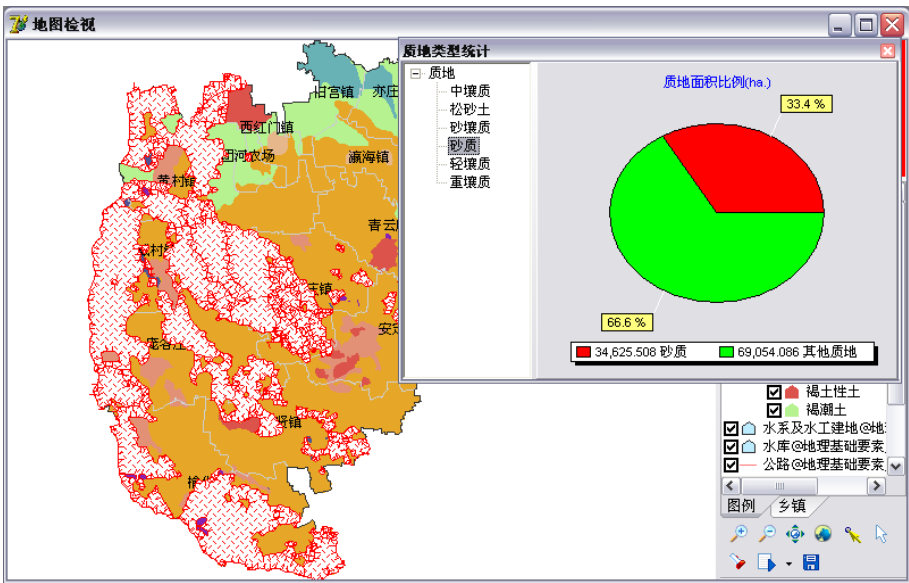 地图检视
质地类型统计
质地
中壤质
松砂土
砂壤质
砂质
轻壤质
重壤质
质地面积比例(ha.)
33.4 %
66.6 %
34,625.508 砂质
69,054.086 其他质地
旧宫镇
亦庄
西红门镇
团河农场
瀛海镇
黄村镇
青云
庄镇
安定
庞各庄
贤镇
褐土性土
褐潮土
水系及水工建地@地
水库@地理基础要素
公路@地理基础要素
图例
乡镇